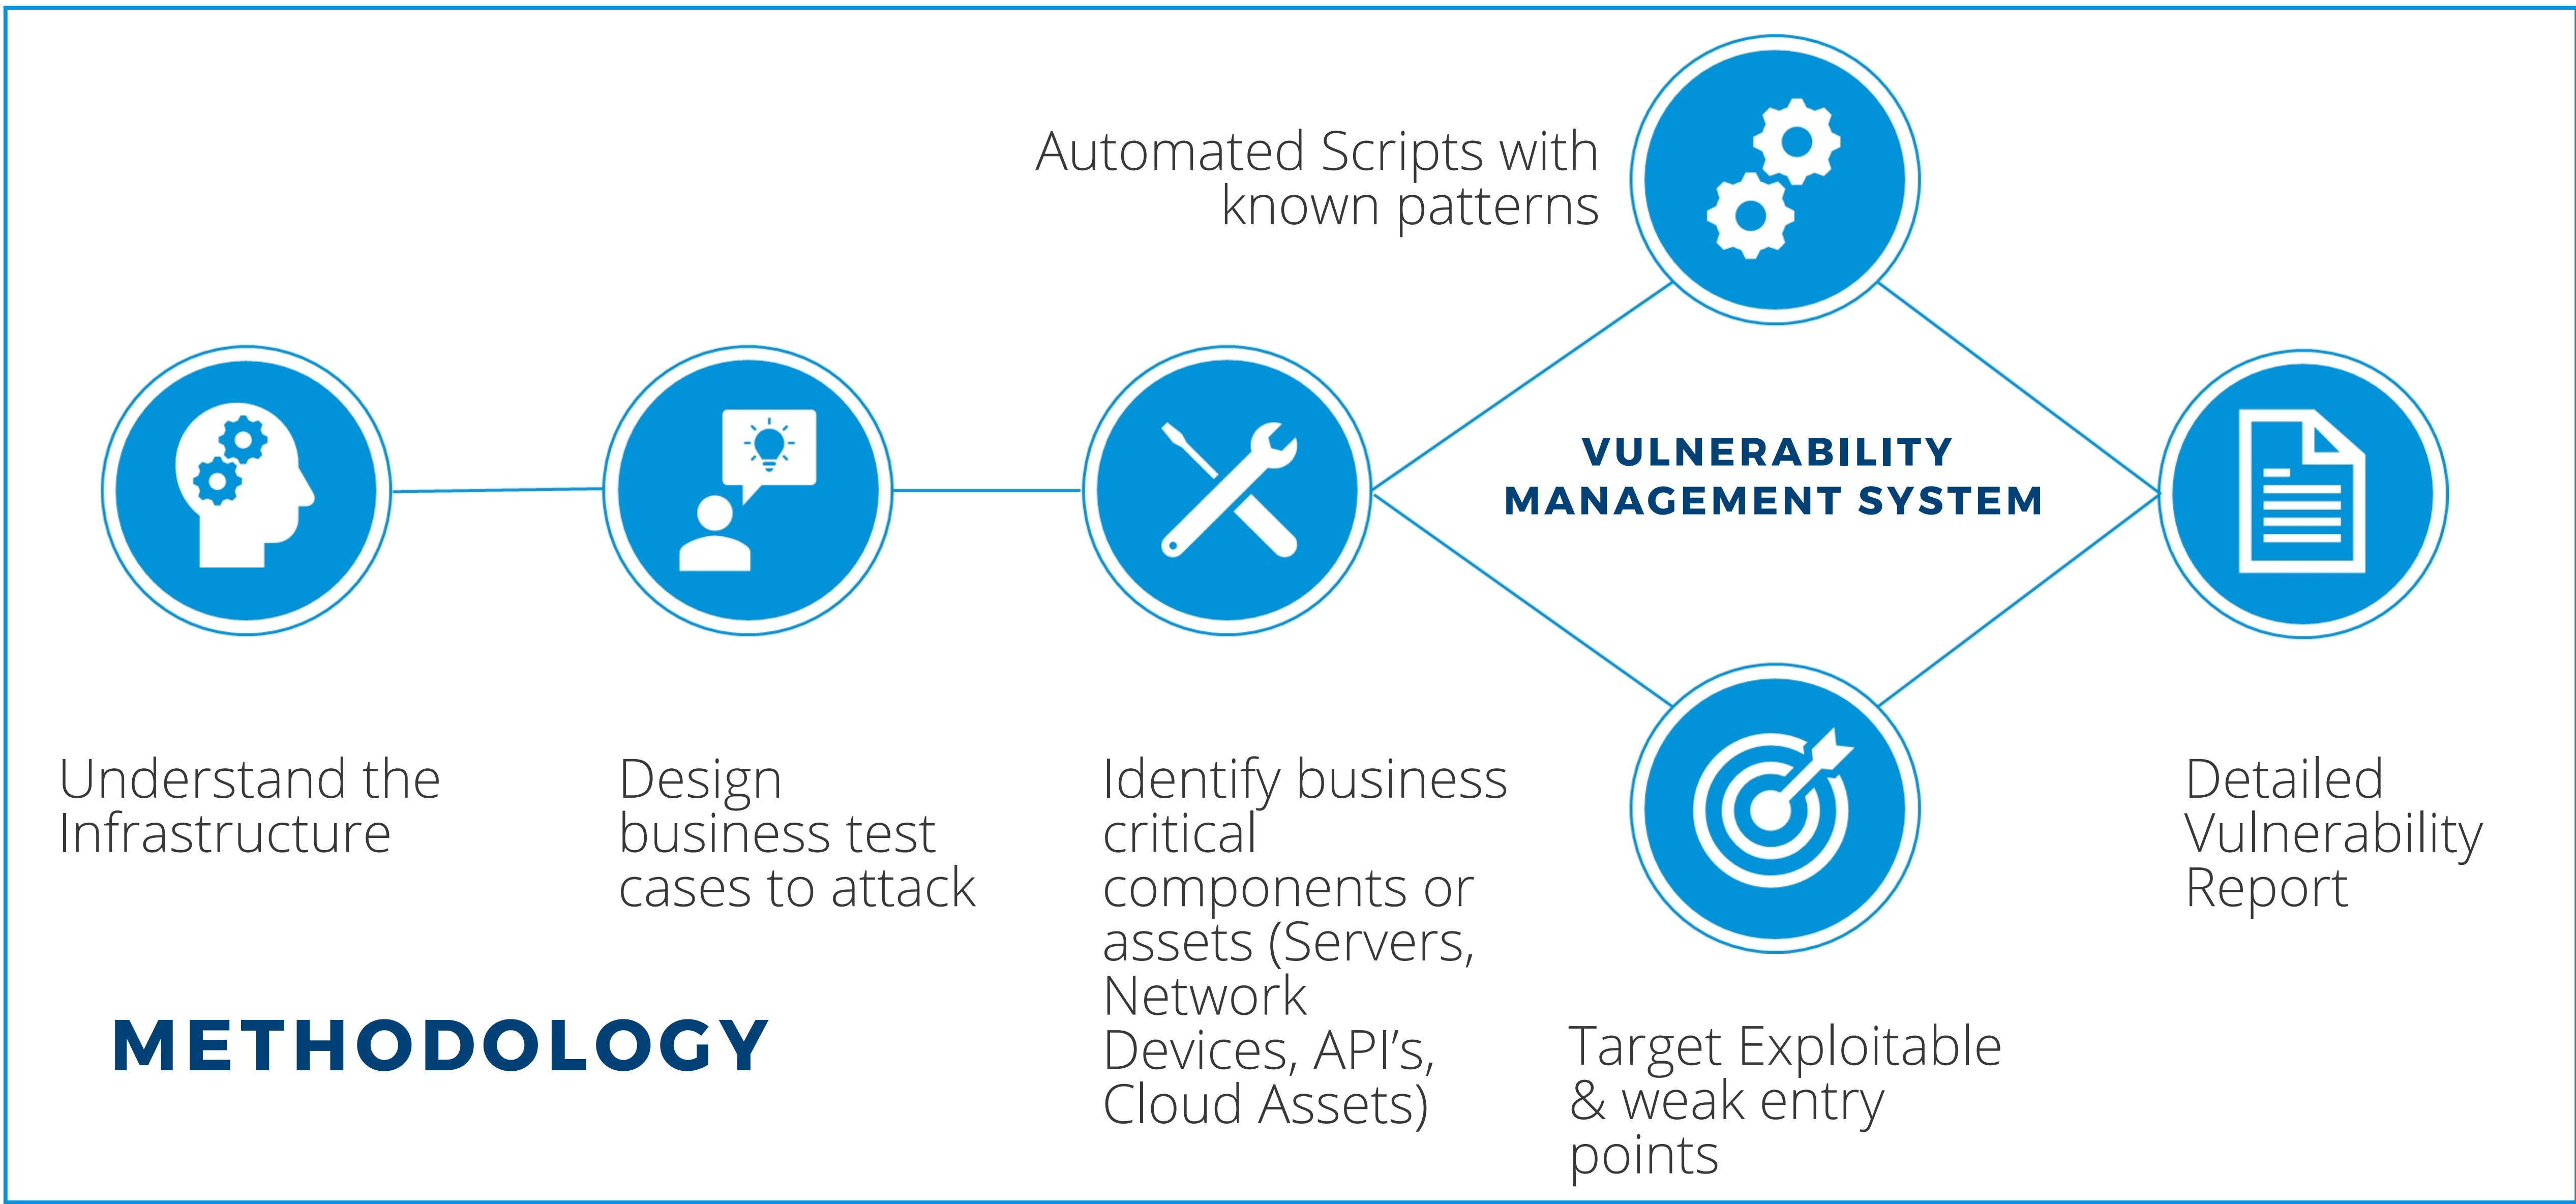 Automated Scripts with
known patterns
VULNERABILITY
MANAGEMENT SYSTEM
Understand the
Infrastructure
Design
business test
cases to attack
Identify business
critical
components or
assets (Servers,
Network
Devices, API’s,
Cloud Assets)
Target Exploitable
& weak entry
points
Detailed
Vulnerability
Report
METHODOLOGY